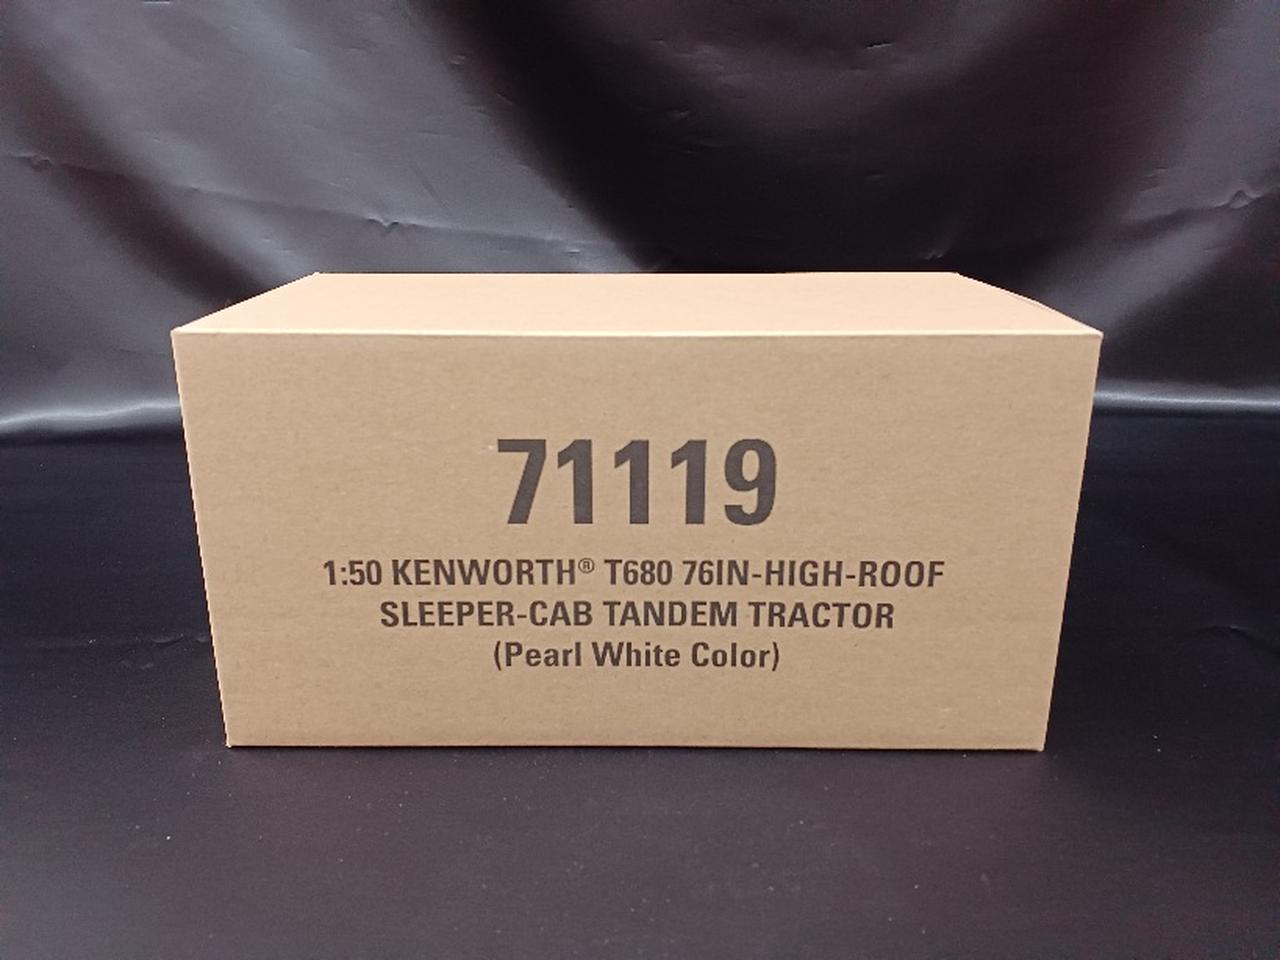 71119
1:50 KENWORTH® T680 76IN-HIGH-ROOF
SLEEPER-CAB TANDEM TRACTOR
(Pearl White Color)